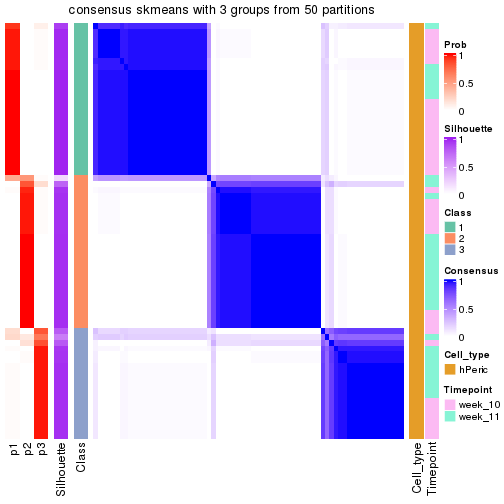 consensus skmeans with 3 groups from 50 partitions
Prob
1
0.5
0
Silhouette
1
0.5
0
Class
1
2
3
Consensus
1
0.5
0
Cell_type
hPeric
Timepoint
week_10
week_11
p1
p2
p3
Silhouette
Class
Cell_type
Timepoint